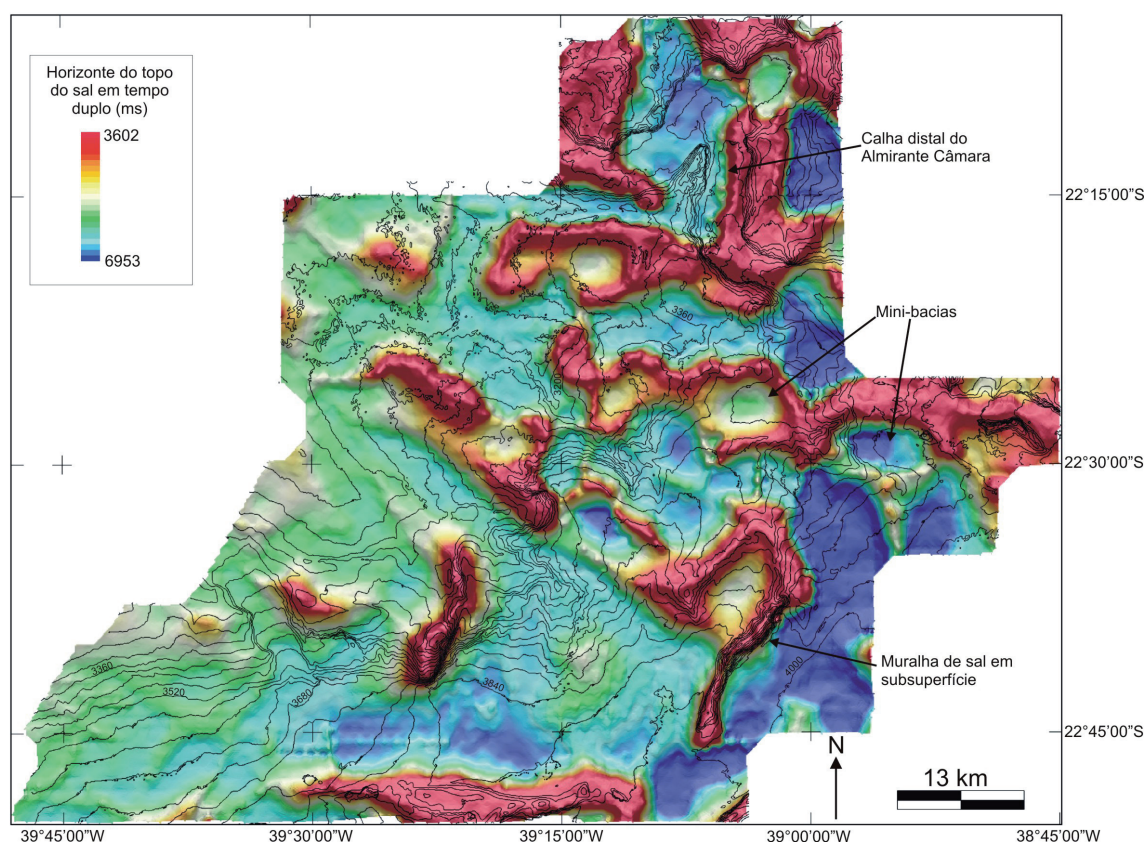 Horizonte do topo
do sal em tempo
duplo (ms)
3602
6953
Calha distal do
Almirante Câmara
22°15'00"S
3360
Mini-bacias
3000
22°30'00"S
Muralha de sal em
subsuperfície
3360
3520
3680
3840
4000
22°45'00"S
N
13 km
39°45'00"W
39°30'00"W
39°15'00"W
39°00'00"W
38°45'00"W